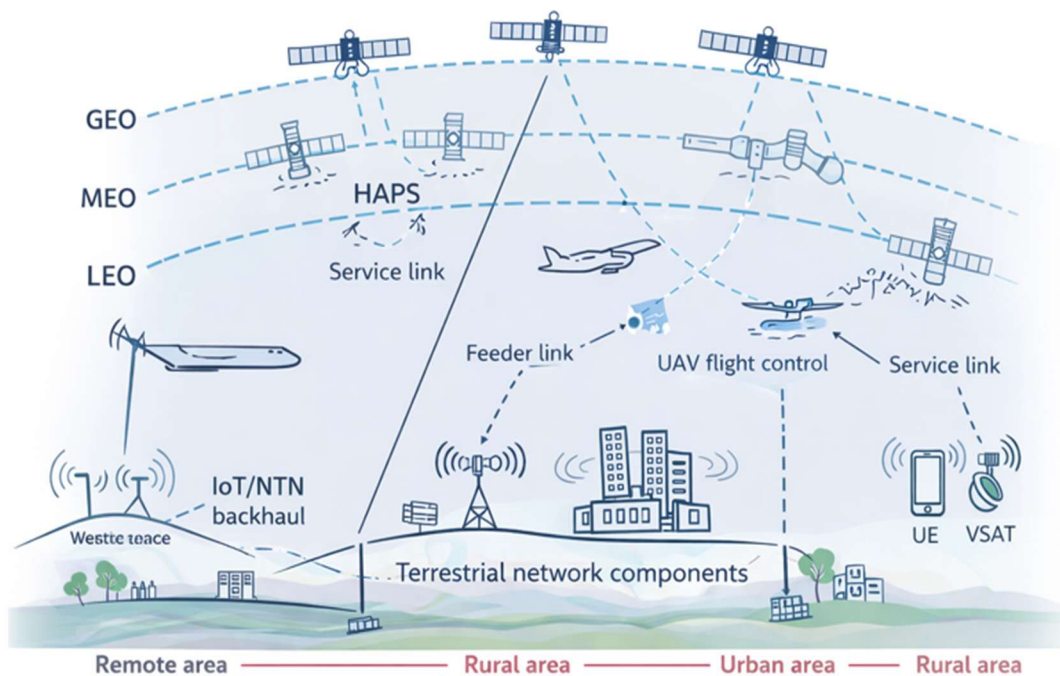 GEO
MEO
HAPS
LEO
Service link
Feeder link
UAV flight control
Service link
IoT/NTN
backhaul
Westte toace
UE
VSAT
Terrestrial network components
Remote area
Rural area
Urban area
Rural area